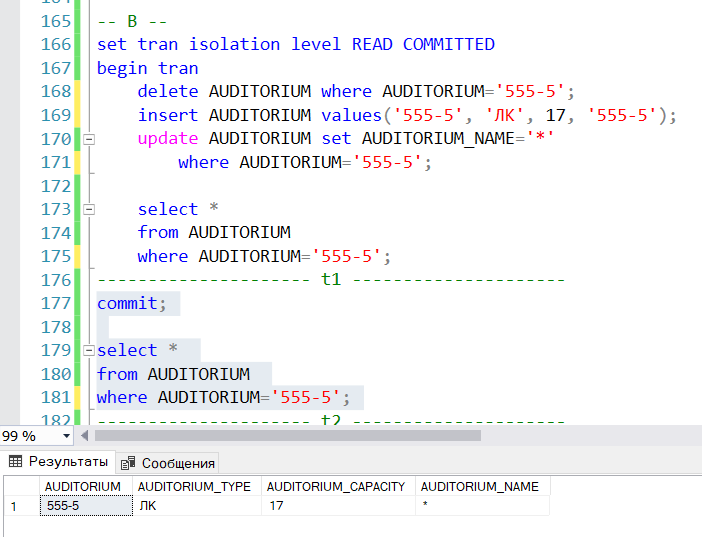 164
165 -- B --
166 set tran isolation level READ COMMITTED
167 begin tran
168 delete AUDITORIUM where AUDITORIUM='555-5';
169 insert AUDITORIUM values('555-5', 'ЛК', 17, '555-5');
170 update AUDITORIUM set AUDITORIUM_NAME='*'
171 where AUDITORIUM='555-5';
172
173 select *
174 from AUDITORIUM
175 where AUDITORIUM='555-5';
176 -------------------- t1 ---------------------
177 commit;
178
179 select *
180 from AUDITORIUM
181 where AUDITORIUM='555-5';
182 -------------------- t2 ---------------------
99 %
Результаты Сообщения
AUDITORIUM AUDITORIUM_TYPE AUDITORIUM_CAPACITY AUDITORIUM_NAME
1 555-5 ЛК 17 *